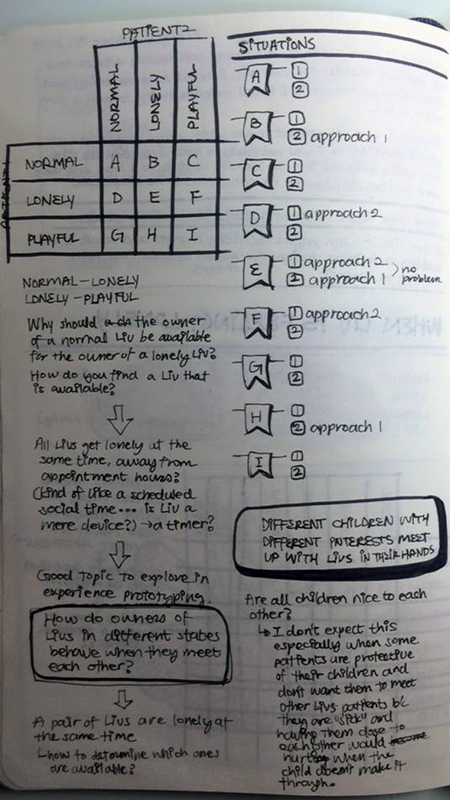 PATIENT 2
NORMAL
LONELY
PLAYFUL
NORMAL A B C
LONELY D E F
PLAYFUL G H I
NORMAL-LONELY
LONELY-PLAYFUL
Why should the owner
of a normal Liv be available
for the owner of a lonely Liv?
How do you find a Liv that
is available?
All Livs get lonely at the
same time, away from
appointment hours?
(kind of like a scheduled
social time... is Liv a
mere device?) → a timer?
Good topic to explore in
experience prototyping.
How do owners of
Livs in different states
behave when they meet
each other?
A pair of Livs are lonely at
the same time
how to determine which ones
are available?
SITUATIONS
A 1
2
B 1
2 approach 1
C 1
2
D 1 approach 2
2
E 1 approach 2
2 approach 1 > no problem
F 1 approach 2
2
G 1
2
H 1
2 approach 1
I 1
2
DIFFERENT CHILDREN WITH
DIFFERENT INTERESTS MEET
UP WITH LIVS IN THEIR HANDS
Are all children nice to each
other?
↳ I don't expect this
especially when some
patients are protective
of their children and
don't want them to meet
other Livs patients bc
they are "sick" and
having them close to
each other would
hurting when the
child doesn't make it
through.